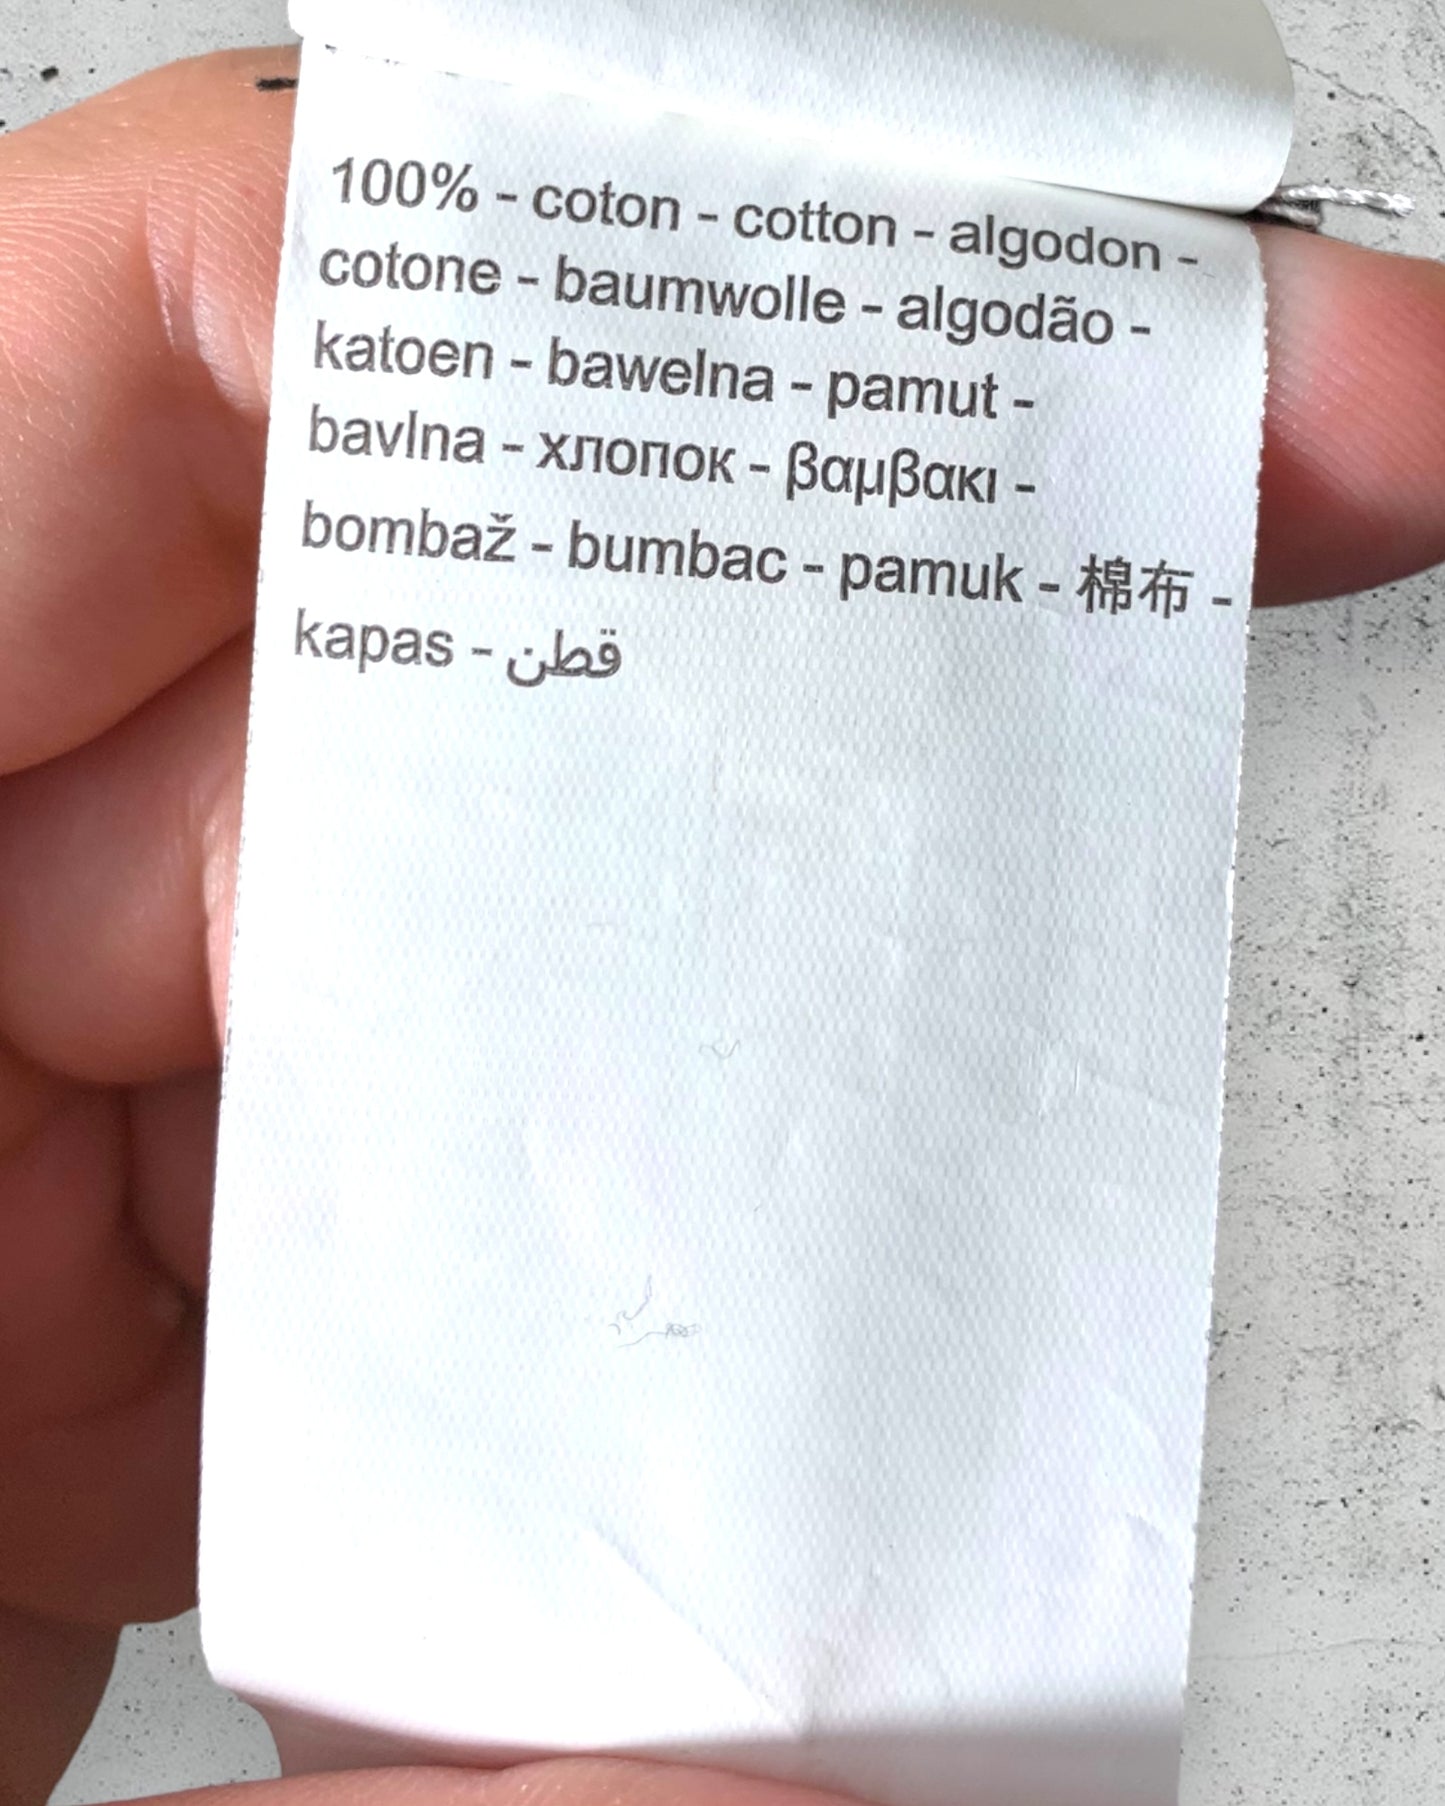 100% - coton - cotton - algodon -
cotone - baumwolle - algodão -
katoen - bawelna - pamut -
bavlna - хлопок - βαμβακι -
bombaž - bumbac - pamuk - 棉布 -
kapas - قطن